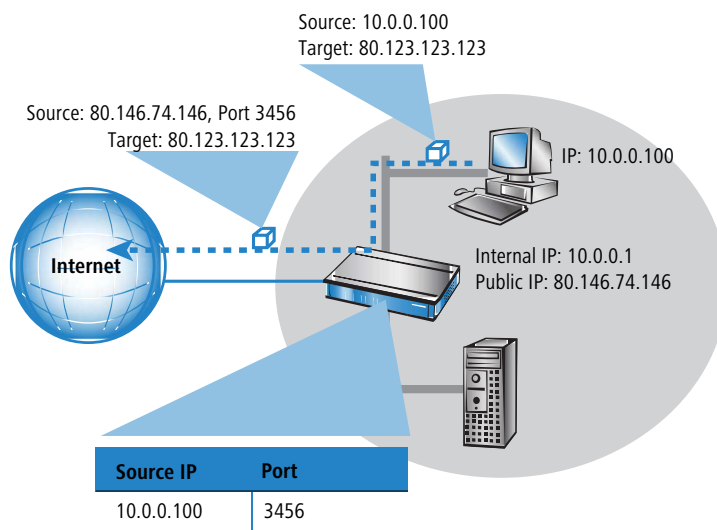 Source: 10.0.0.100
Target: 80.123.123.123
Source: 80.146.74.146, Port 3456
Target: 80.123.123.123
IP: 10.0.0.100
Internet
Internal IP: 10.0.0.1
Public IP: 80.146.74.146
Source IP Port
10.0.0.100 3456